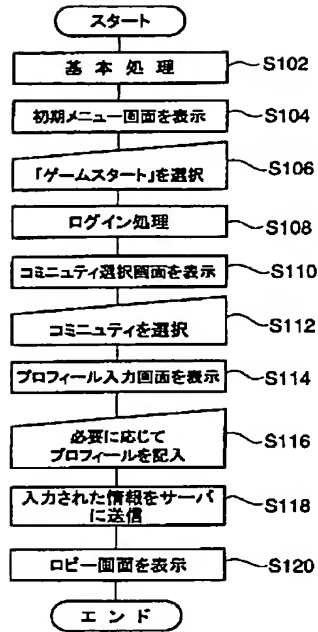 スタート
基本処理 S102
初期メニュー画面を表示 S104
「ゲームスタート」を選択 S106
ログイン処理 S108
コミニュティ選択画面を表示 S110
コミニュティを選択 S112
プロフィール入力画面を表示 S114
必要に応じて
プロフィールを記入 S116
入力された情報をサーバ
に送信 S118
ロビー画面を表示 S120
エンド